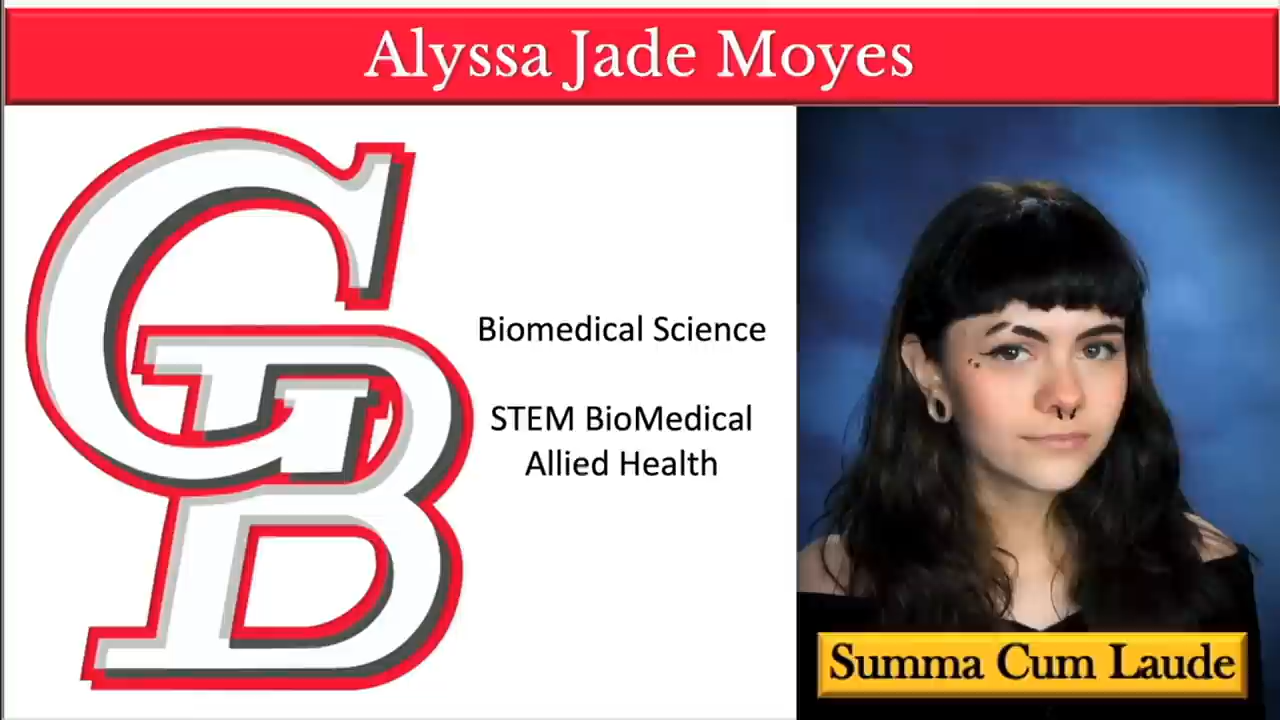 Alyssa Jade Moyes
GB
Biomedical Science
STEM BioMedical
Allied Health
Summa Cum Laude